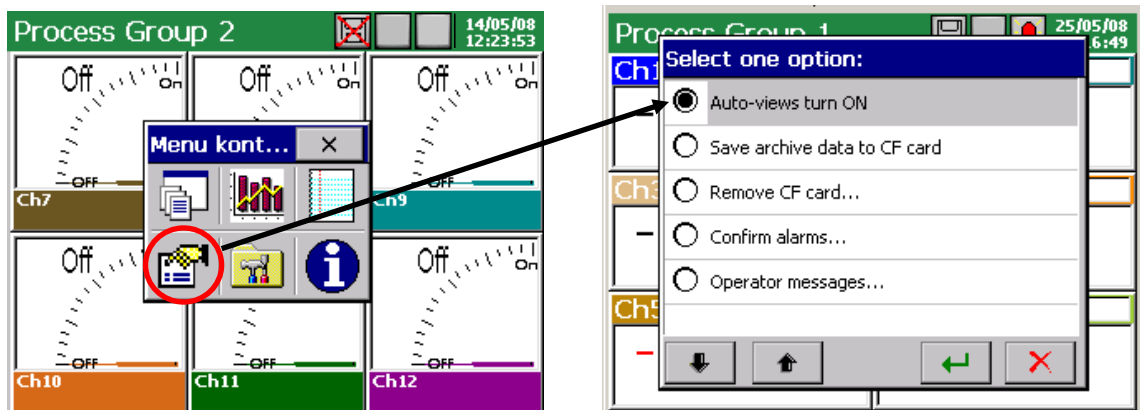 Process Group 2
14/05/08
12:23:53
Off On Off On Off On
OFF OFF
Ch7 Ch9
Menu kont...
Off On Off On
OFF OFF OFF
Ch10 Ch11 Ch12
Process Group 1
25/05/08
6:49
Ch1
Ch3
Ch5
Select one option:
Auto-views turn ON
Save archive data to CF card
Remove CF card...
Confirm alarms...
Operator messages...